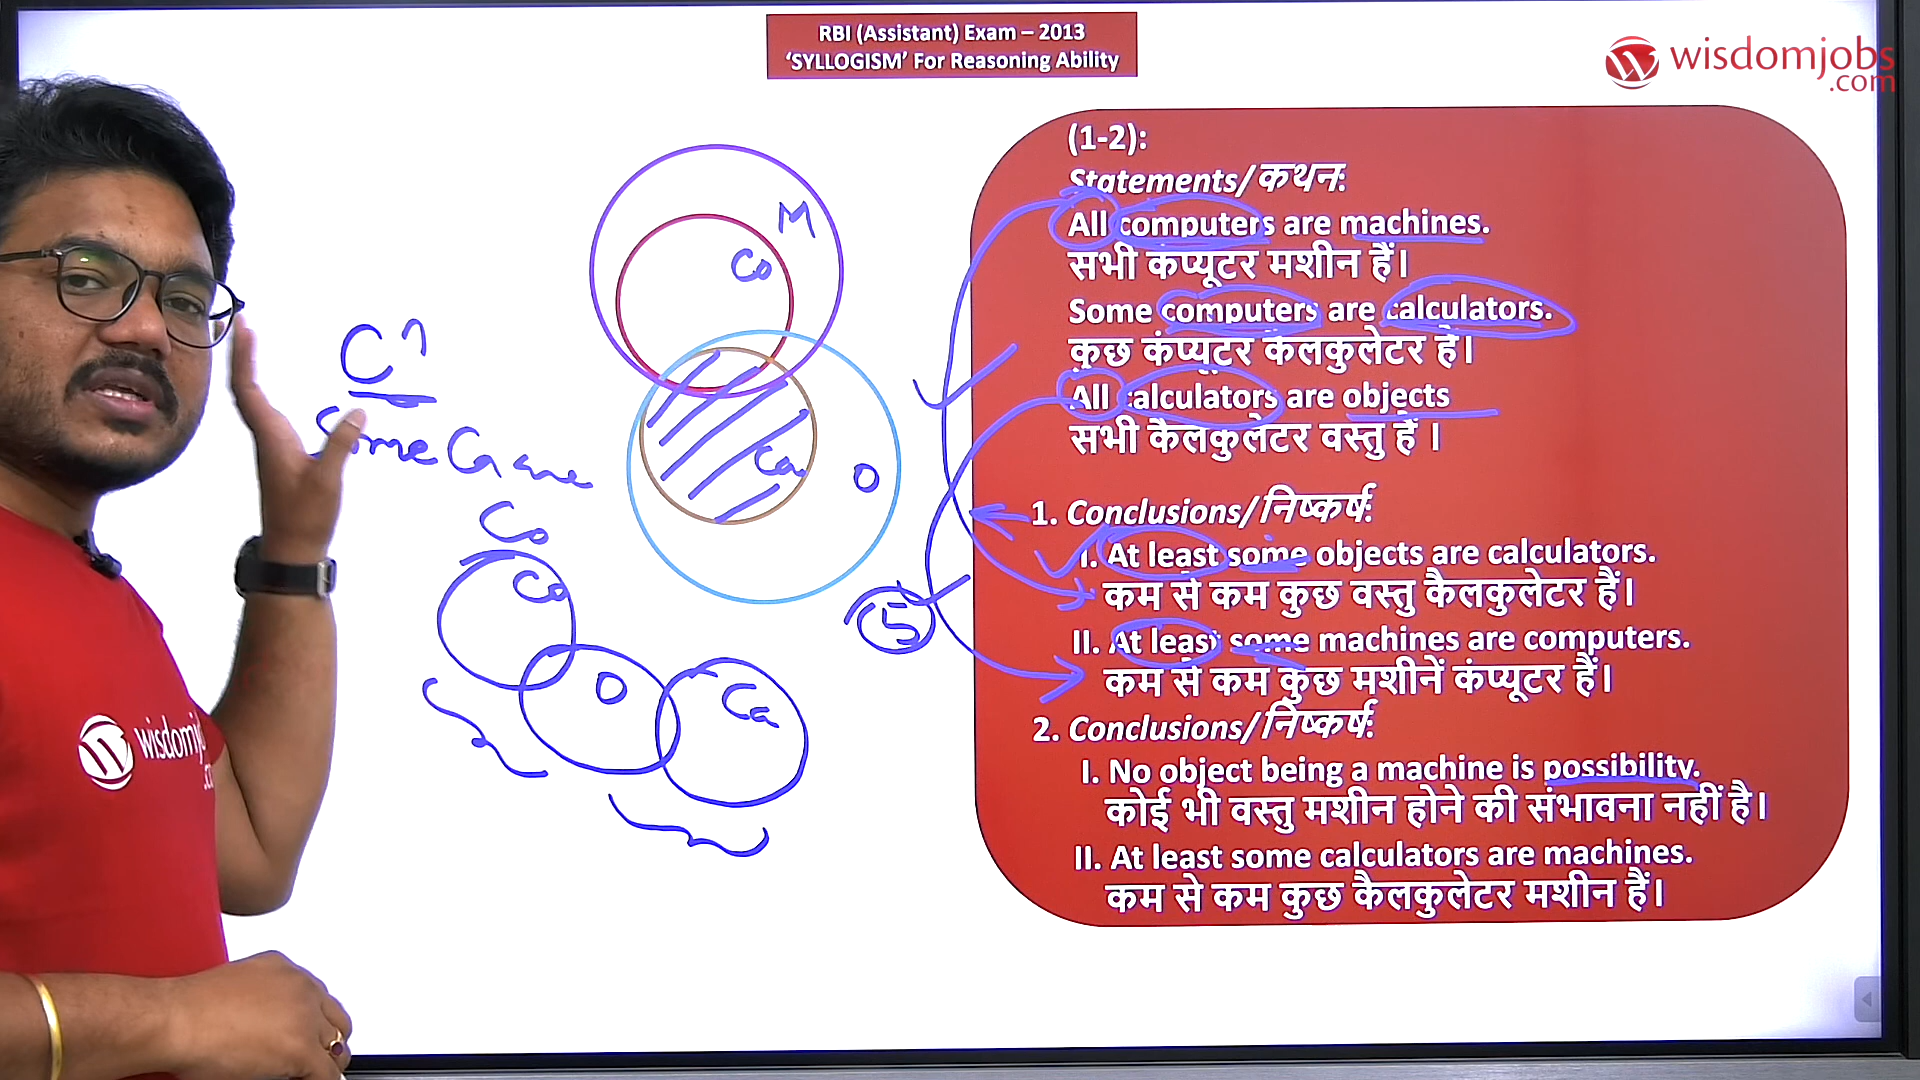 RBI (Assistant) Exam – 2013
‘SYLLOGISM’ For Reasoning Ability
wisdomjobs
.com
(1-2):
Statements/कथन:
All computers are machines.
सभी कंप्यूटर मशीन हैं।
Some computers are calculators.
कुछ कंप्यूटर कैलकुलेटर हैं।
All calculators are objects
सभी कैलकुलेटर वस्तु हैं ।
1. Conclusions/निष्कर्ष:
I. At least some objects are calculators.
कम से कम कुछ वस्तु कैलकुलेटर हैं।
II. At least some machines are computers.
कम से कम कुछ मशीनें कंप्यूटर हैं।
2. Conclusions/निष्कर्ष:
I. No object being a machine is possibility.
कोई भी वस्तु मशीन होने की संभावना नहीं है।
II. At least some calculators are machines.
कम से कम कुछ कैलकुलेटर मशीन हैं।
M
Co
Ca
O
Some Ca are
Co
Co
O
Ca
5
wisdomj